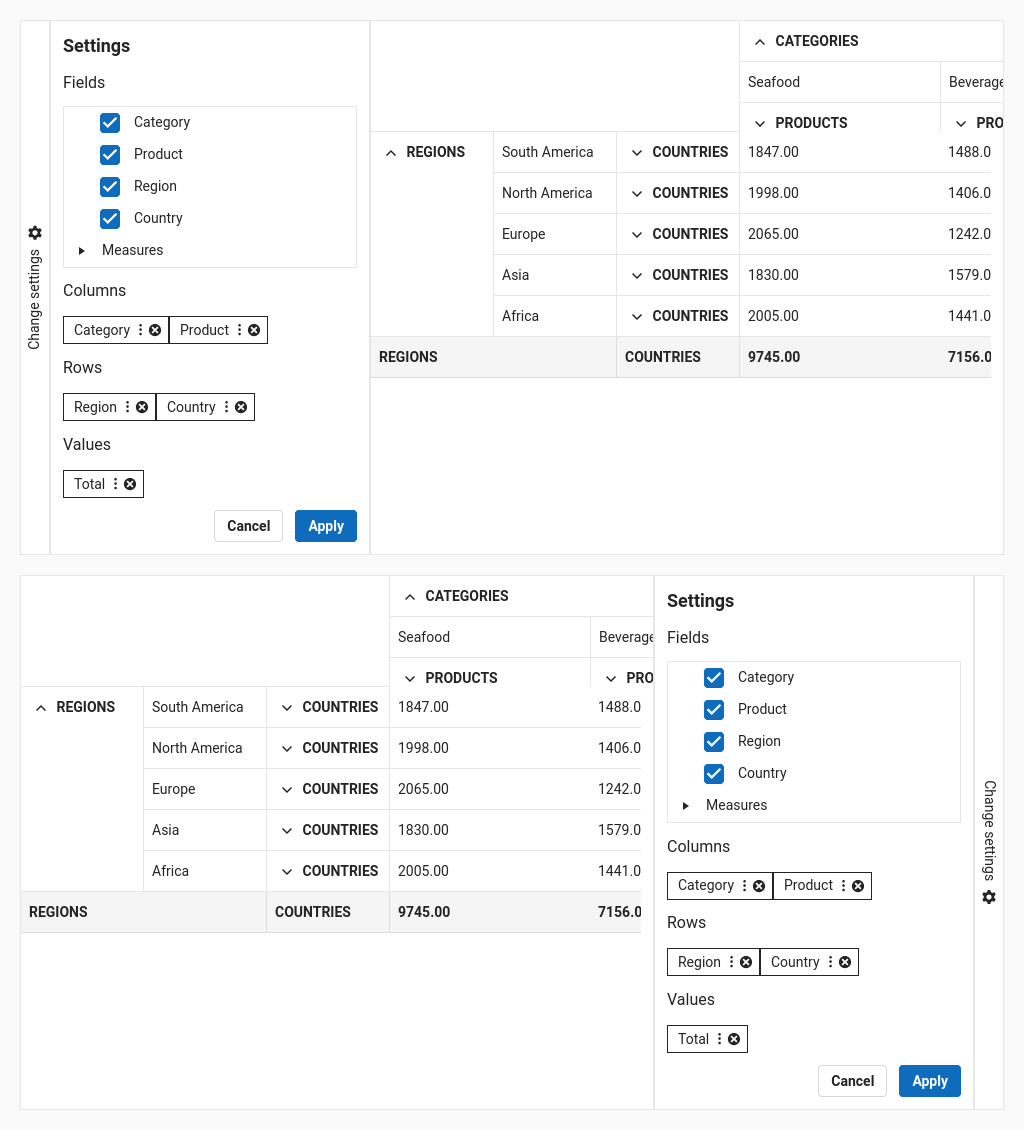 Change settings
Settings
Fields
Category
Product
Region
Country
Measures
Columns
Category Product
Rows
Region Country
Values
Total
Cancel Apply
CATEGORIES
Seafood Beverage
PRODUCTS PRO
REGIONS South America COUNTRIES 1847.00 1488.0
North America COUNTRIES 1998.00 1406.0
Europe COUNTRIES 2065.00 1242.0
Asia COUNTRIES 1830.00 1579.0
Africa COUNTRIES 2005.00 1441.0
REGIONS COUNTRIES 9745.00 7156.0
CATEGORIES
Seafood Beverage
PRODUCTS PRO
REGIONS South America COUNTRIES 1847.00 1488.0
North America COUNTRIES 1998.00 1406.0
Europe COUNTRIES 2065.00 1242.0
Asia COUNTRIES 1830.00 1579.0
Africa COUNTRIES 2005.00 1441.0
REGIONS COUNTRIES 9745.00 7156.0
Settings
Fields
Category
Product
Region
Country
Measures
Columns
Category Product
Rows
Region Country
Values
Total
Cancel Apply
Change settings